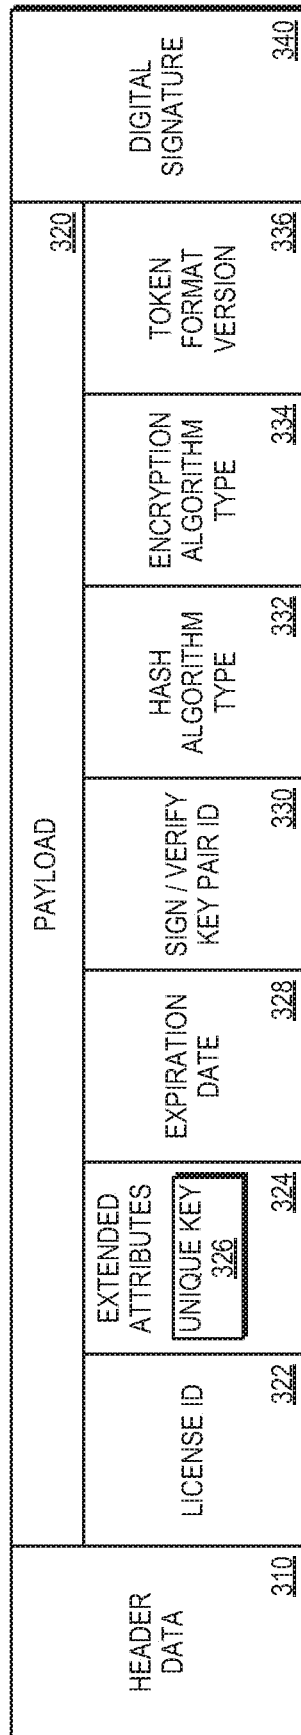 HEADER
DATA
310
PAYLOAD
320
LICENSE ID
322
EXTENDED
ATTRIBUTES
UNIQUE KEY
326
324
EXPIRATION
DATE
328
SIGN / VERIFY
KEY PAIR ID
330
HASH
ALGORITHM
TYPE
332
ENCRYPTION
ALGORITHM
TYPE
334
TOKEN
FORMAT
VERSION
336
DIGITAL
SIGNATURE
340